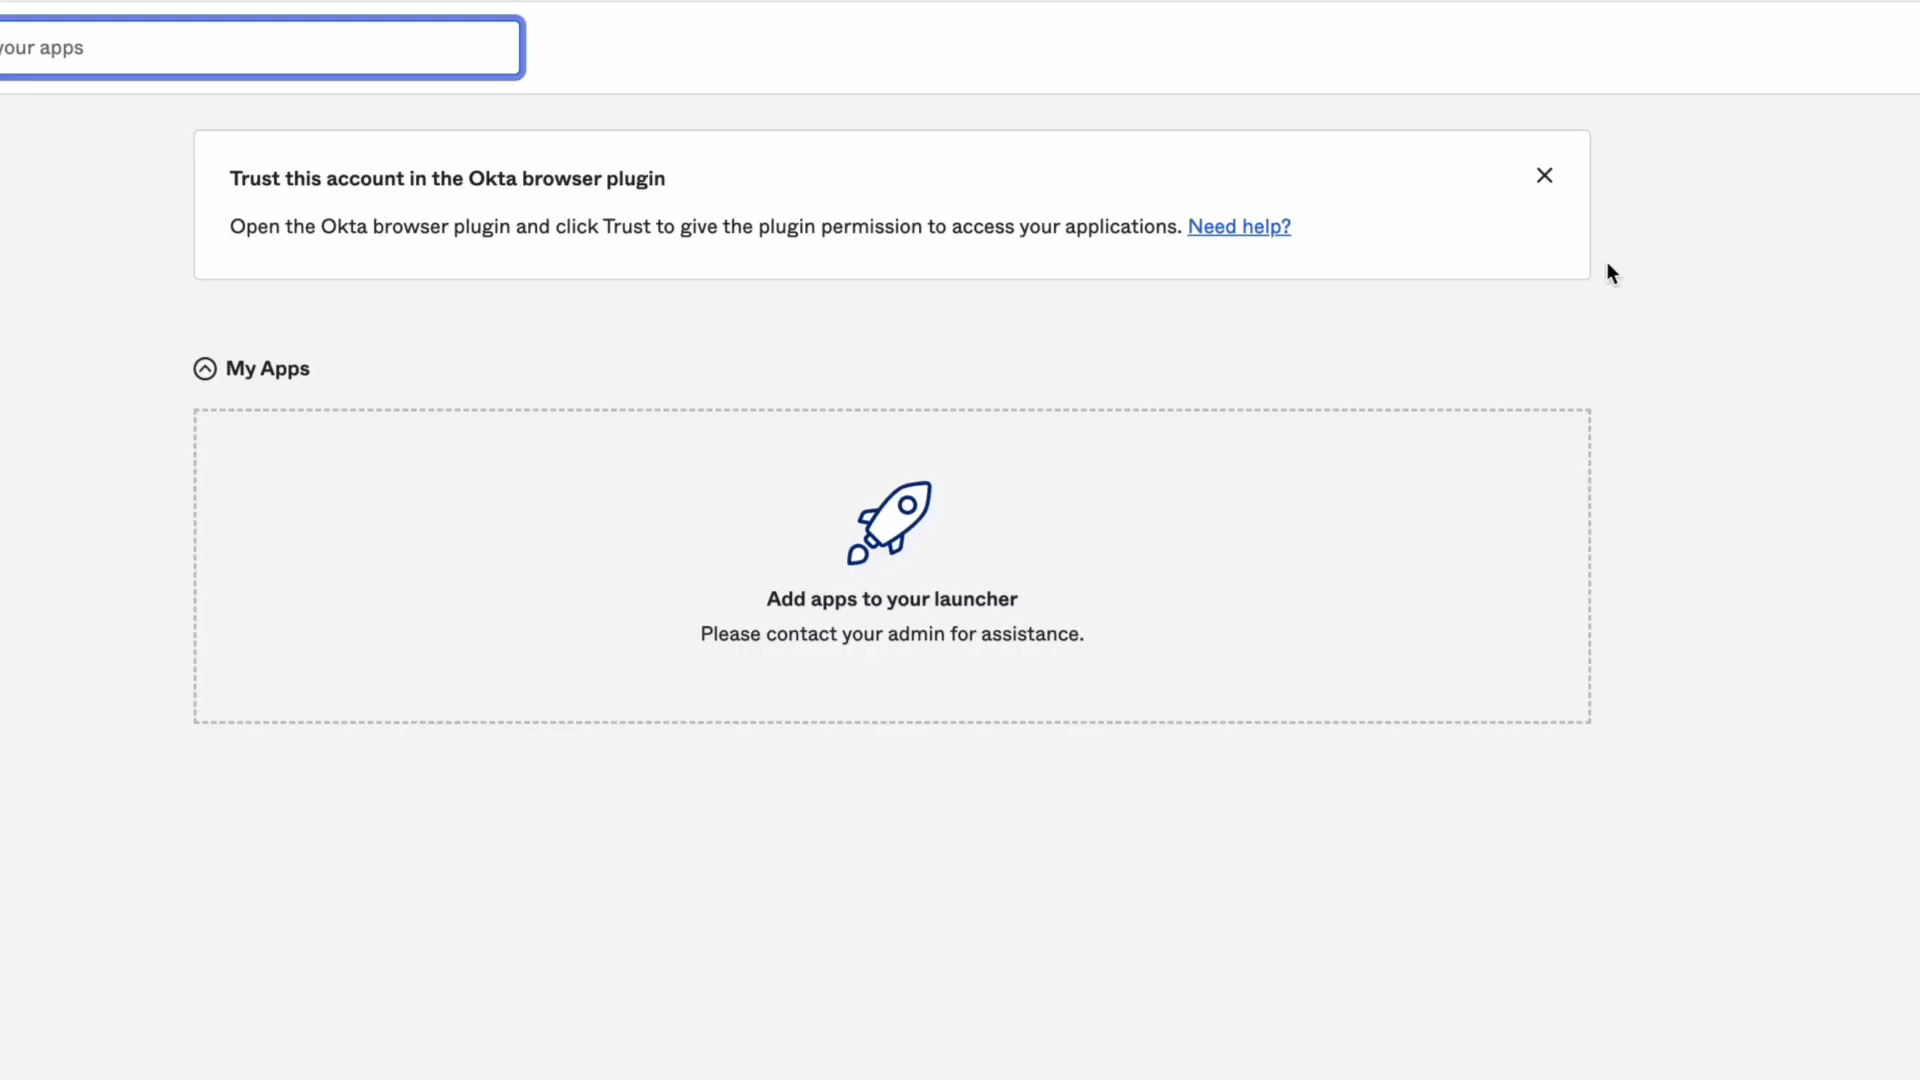 your apps
Trust this account in the Okta browser plugin
Open the Okta browser plugin and click Trust to give the plugin permission to access your applications. Need help?
My Apps
Add apps to your launcher
Please contact your admin for assistance.